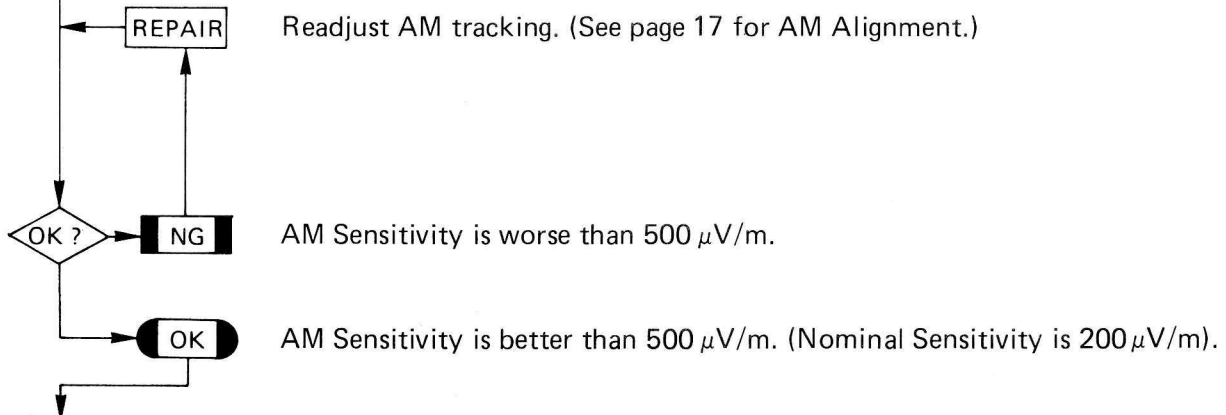 REPAIR Readjust AM tracking. (See page 17 for AM Alignment.)
OK ? NG AM Sensitivity is worse than 500 μV/m.
OK AM Sensitivity is better than 500 μV/m. (Nominal Sensitivity is 200 μV/m).